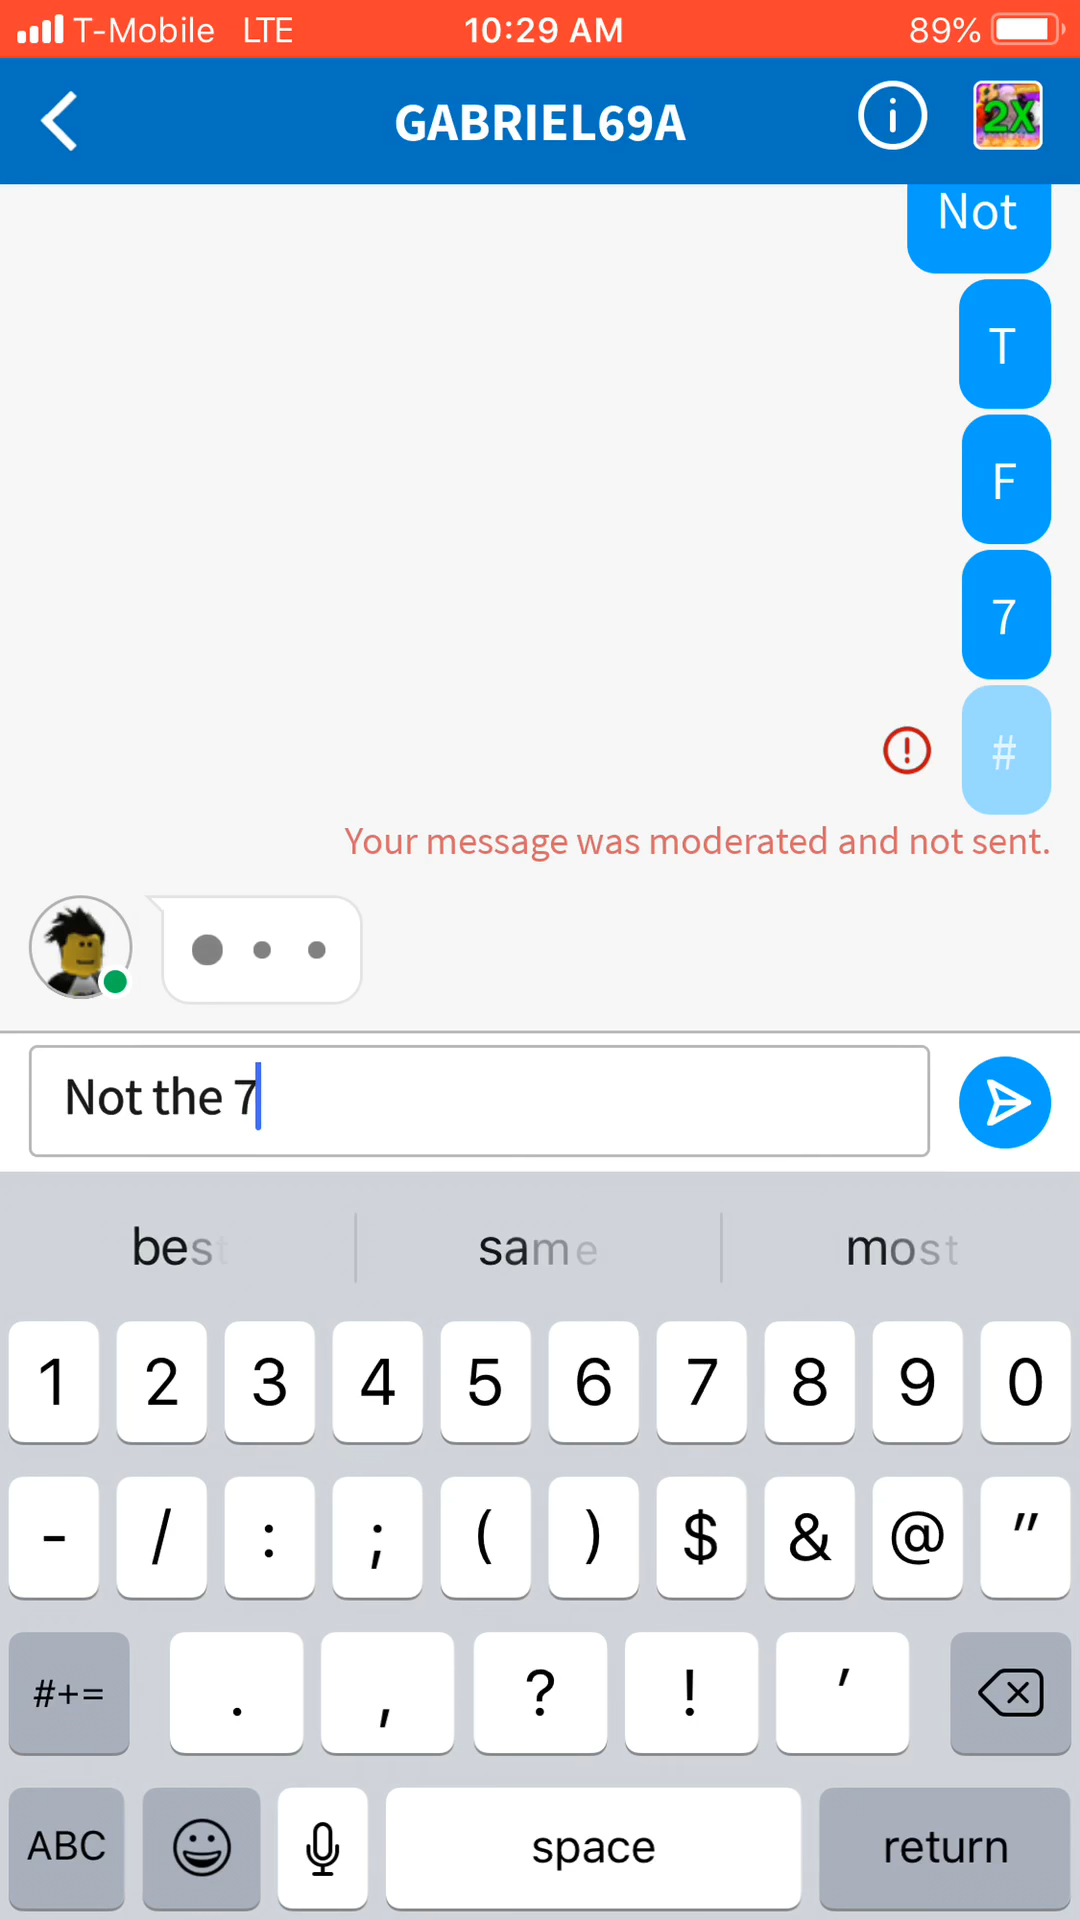 T-Mobile LTE 10:29 AM 89%
GABRIEL69A
2X
Not
T
F
7
#
Your message was moderated and not sent.
Not the 7
best same most
1 2 3 4 5 6 7 8 9 0
- / : ; ( ) $ & @ "
#+= . , ? ! '
ABC space return